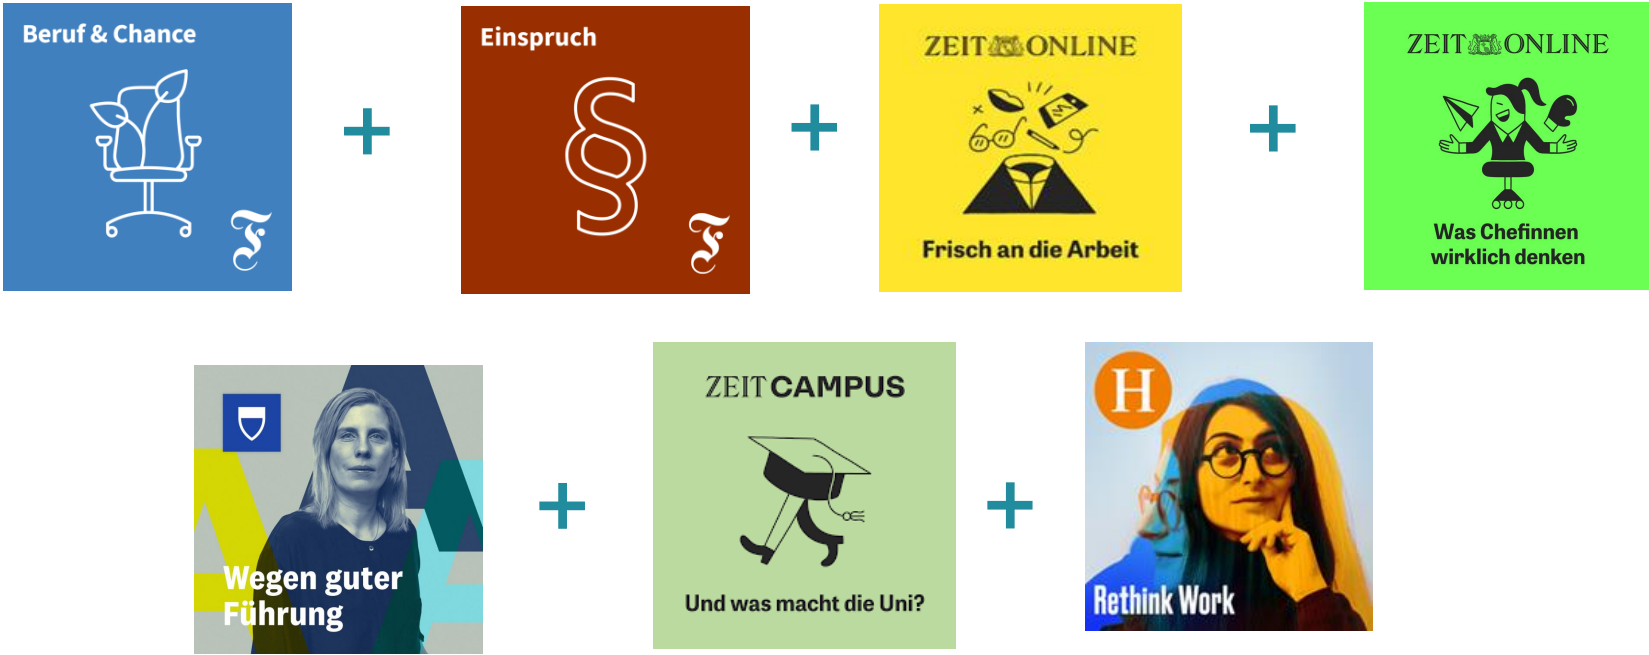 Beruf & Chance
F
Einspruch
§
F
ZEIT ONLINE
Frisch an die Arbeit
ZEIT ONLINE
Was Chefinnen
wirklich denken
Wegen guter
Führung
ZEIT CAMPUS
Und was macht die Uni?
H
Rethink Work